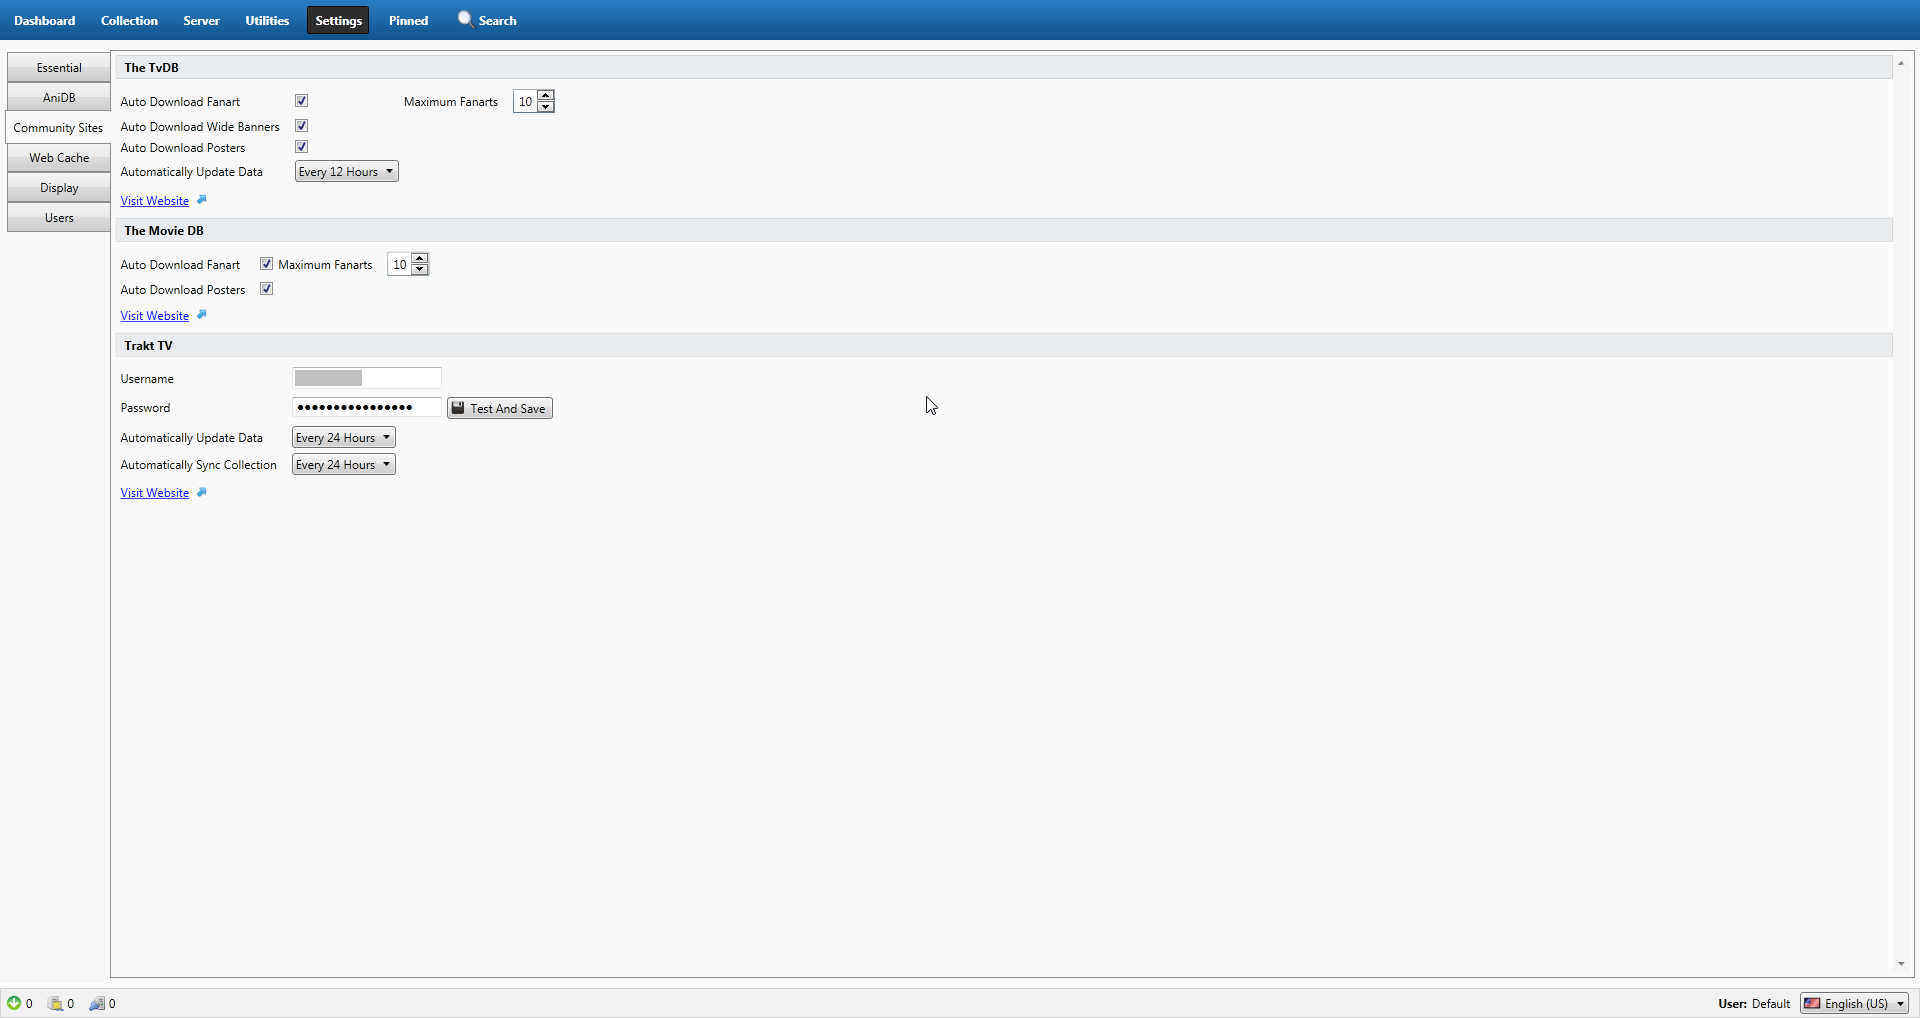 Dashboard Collection Server Utilities Settings Pinned Search
Essential
AniDB
Community Sites
Web Cache
Display
Users
The TvDB
Auto Download Fanart Maximum Fanarts 10
Auto Download Wide Banners
Auto Download Posters
Automatically Update Data Every 12 Hours
Visit Website
The Movie DB
Auto Download Fanart Maximum Fanarts 10
Auto Download Posters
Visit Website
Trakt TV
Username
Password •••••••••••••••• Test And Save
Automatically Update Data Every 24 Hours
Automatically Sync Collection Every 24 Hours
Visit Website
0 0 0 User: Default English (US)